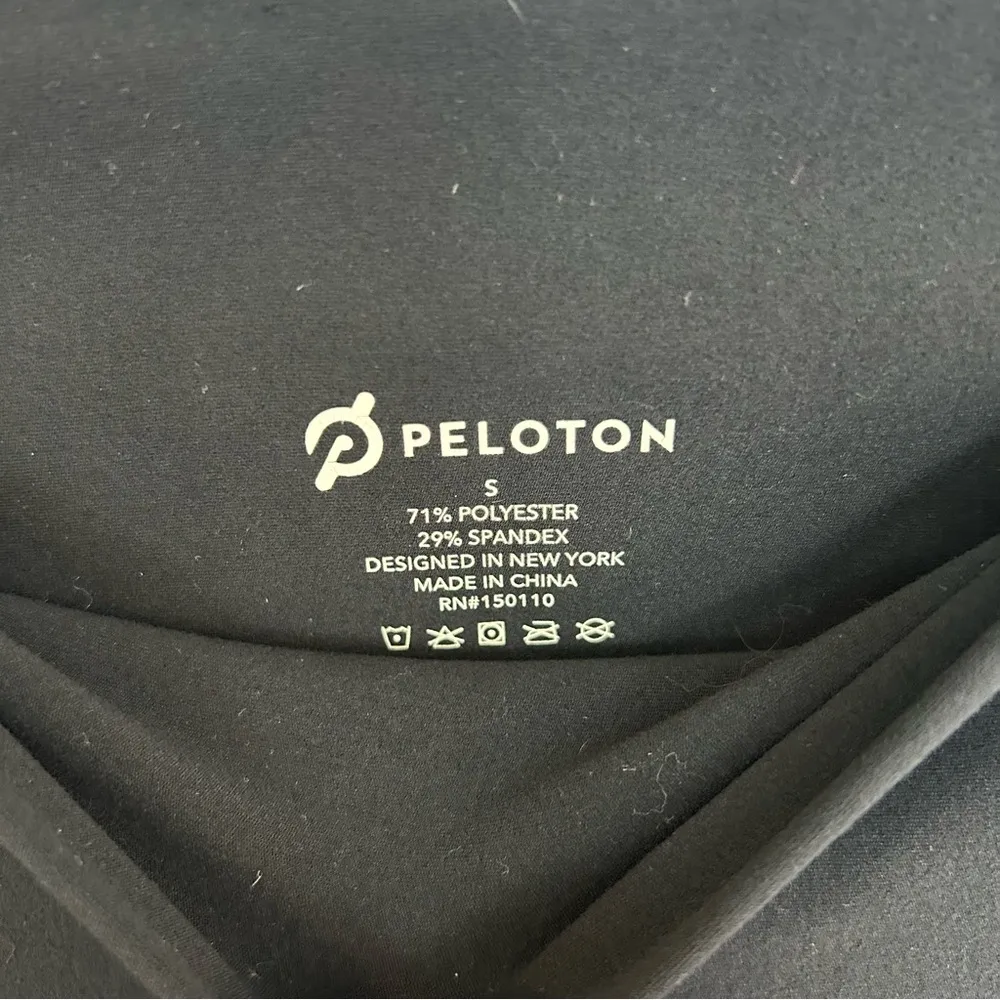 PELOTON
S
71% POLYESTER
29% SPANDEX
DESIGNED IN NEW YORK
MADE IN CHINA
RN#150110